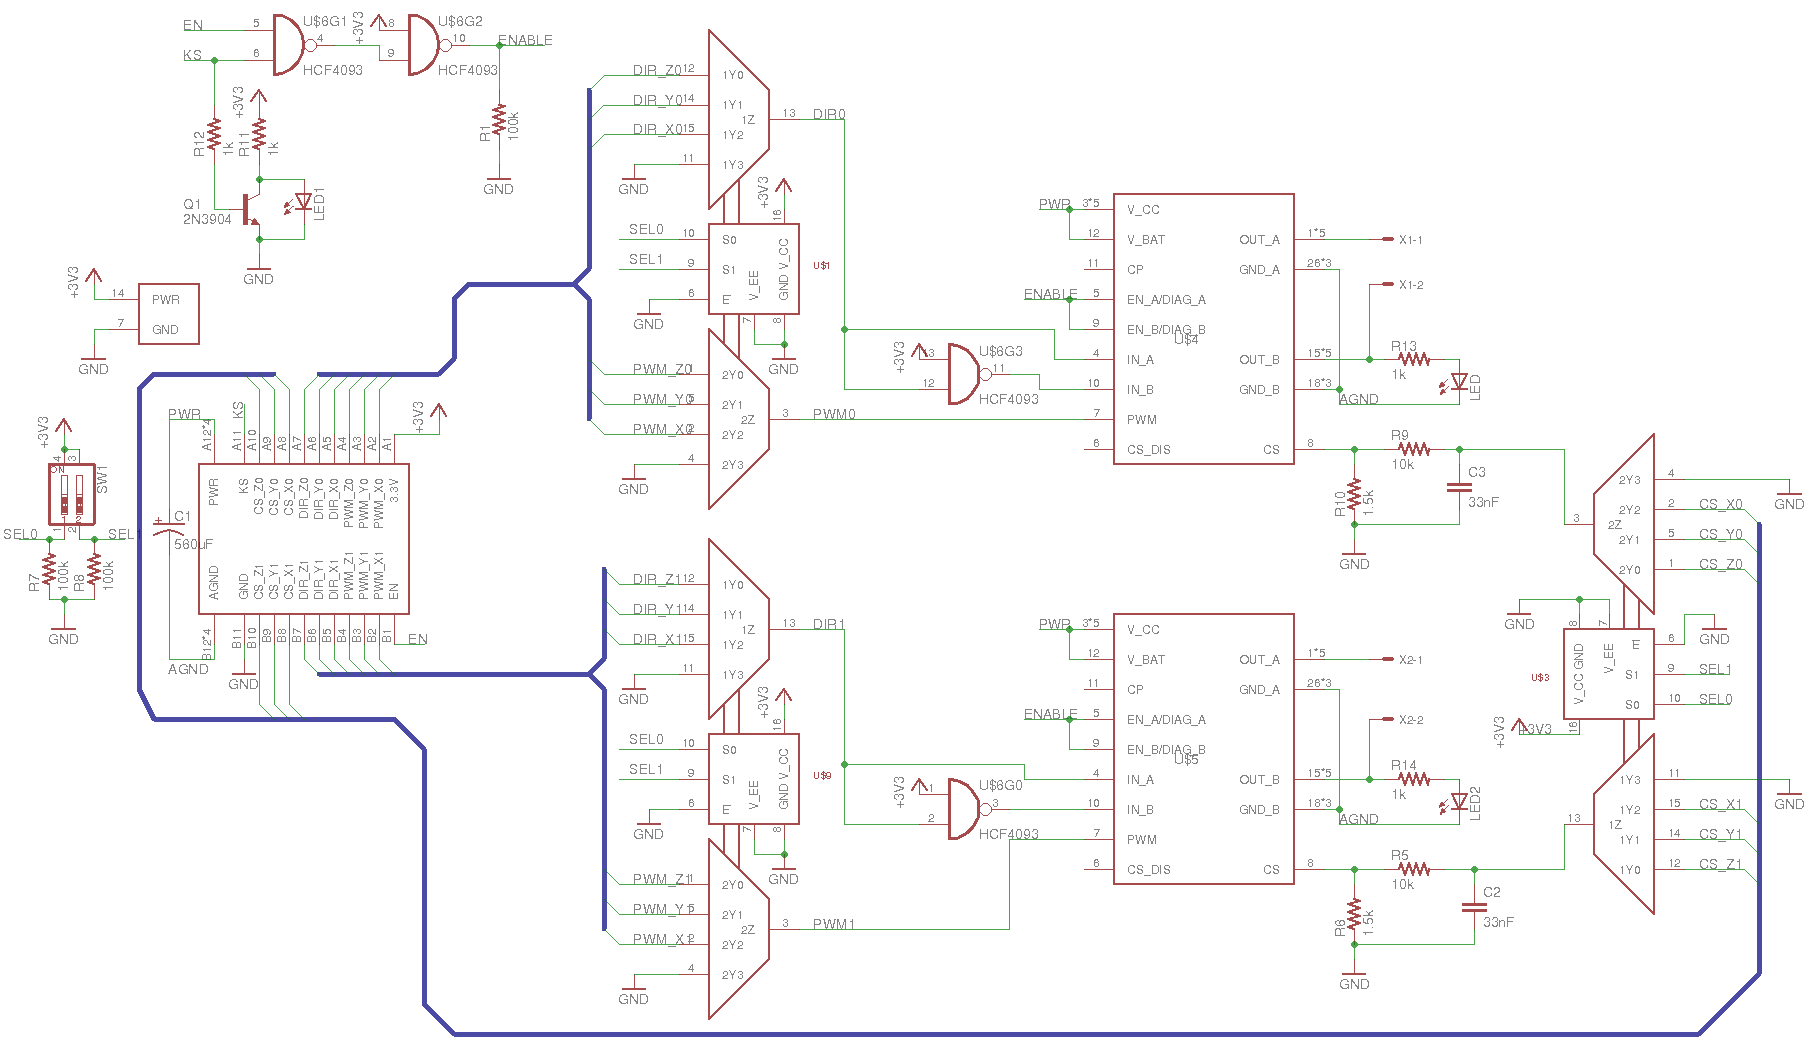 EN
KS
5
6
U$6G1
4
HCF4093
+3V3
8
9
U$6G2
10
HCF4093
ENABLE
R12
1k
R11
1k
+3V3
Q1
2N3904
LED1
GND
R1
100k
GND
+3V3
14
PWR
7
GND
GND
DIR_Z0
12
1Y0
DIR_Y0
14
1Y1
DIR_X0
15
1Y2
11
1Y3
GND
1Z
13
DIR0
+3V3
16
SEL0
10
S0
SEL1
9
S1
6
E
GND
V_EE
GND V_CC
7
8
GND
U$1
PWM_Z0
1
2Y0
PWM_Y0
5
2Y1
PWM_X0
2
2Y2
4
2Y3
GND
2Z
3
PWM0
+3V3
13
12
U$6G3
11
HCF4093
PWR
3*5
V_CC
12
V_BAT
11
CP
ENABLE
5
EN_A/DIAG_A
9
EN_B/DIAG_B
U$4
4
IN_A
10
IN_B
7
PWM
6
CS_DIS
OUT_A
1*5
X1-1
GND_A
26*3
X1-2
OUT_B
15*5
R13
1k
LED
GND_B
18*3
AGND
CS
8
R9
10k
R10
1.5k
C3
33nF
GND
+3V3
4
3
ON
SW1
1
2
SEL0
SEL1
R7
100k
R8
100k
GND
PWR
C1
+
560uF
AGND
A12*4
A11
KS
A10
A9
A8
A7
A6
A5
A4
A3
A2
A1
+3V3
PWR
KS
CS_Z0
CS_Y0
CS_X0
DIR_Z0
DIR_Y0
DIR_X0
PWM_Z0
PWM_Y0
PWM_X0
3.3V
AGND
GND
CS_Z1
CS_Y1
CS_X1
DIR_Z1
DIR_Y1
DIR_X1
PWM_Z1
PWM_Y1
PWM_X1
EN
B12*4
B11
B10
B9
B8
B7
B6
B5
B4
B3
B2
B1
EN
GND
DIR_Z1
12
1Y0
DIR_Y1
14
1Y1
DIR_X1
15
1Y2
11
1Y3
GND
1Z
13
DIR1
+3V3
16
SEL0
10
S0
SEL1
9
S1
6
E
GND
V_EE
GND V_CC
7
8
GND
U$9
PWM_Z1
1
2Y0
PWM_Y1
5
2Y1
PWM_X1
2
2Y2
4
2Y3
GND
2Z
3
PWM1
+3V3
1
2
U$6G0
3
HCF4093
PWR
3*5
V_CC
12
V_BAT
11
CP
ENABLE
5
EN_A/DIAG_A
9
EN_B/DIAG_B
U$5
4
IN_A
10
IN_B
7
PWM
6
CS_DIS
OUT_A
1*5
X2-1
GND_A
26*3
X2-2
OUT_B
15*5
R14
1k
LED2
GND_B
18*3
AGND
CS
8
R5
10k
R6
1.5k
C2
33nF
GND
2Y3
4
GND
2Y2
2
CS_X0
2Y1
5
CS_Y0
2Y0
1
CS_Z0
3
2Z
GND
8
7
V_CC GND
V_EE
E
6
GND
S1
9
SEL1
S0
10
SEL0
U$3
+3V3
+3V3
16
1Y3
11
GND
1Y2
15
CS_X1
1Y1
14
CS_Y1
1Y0
12
CS_Z1
13
1Z